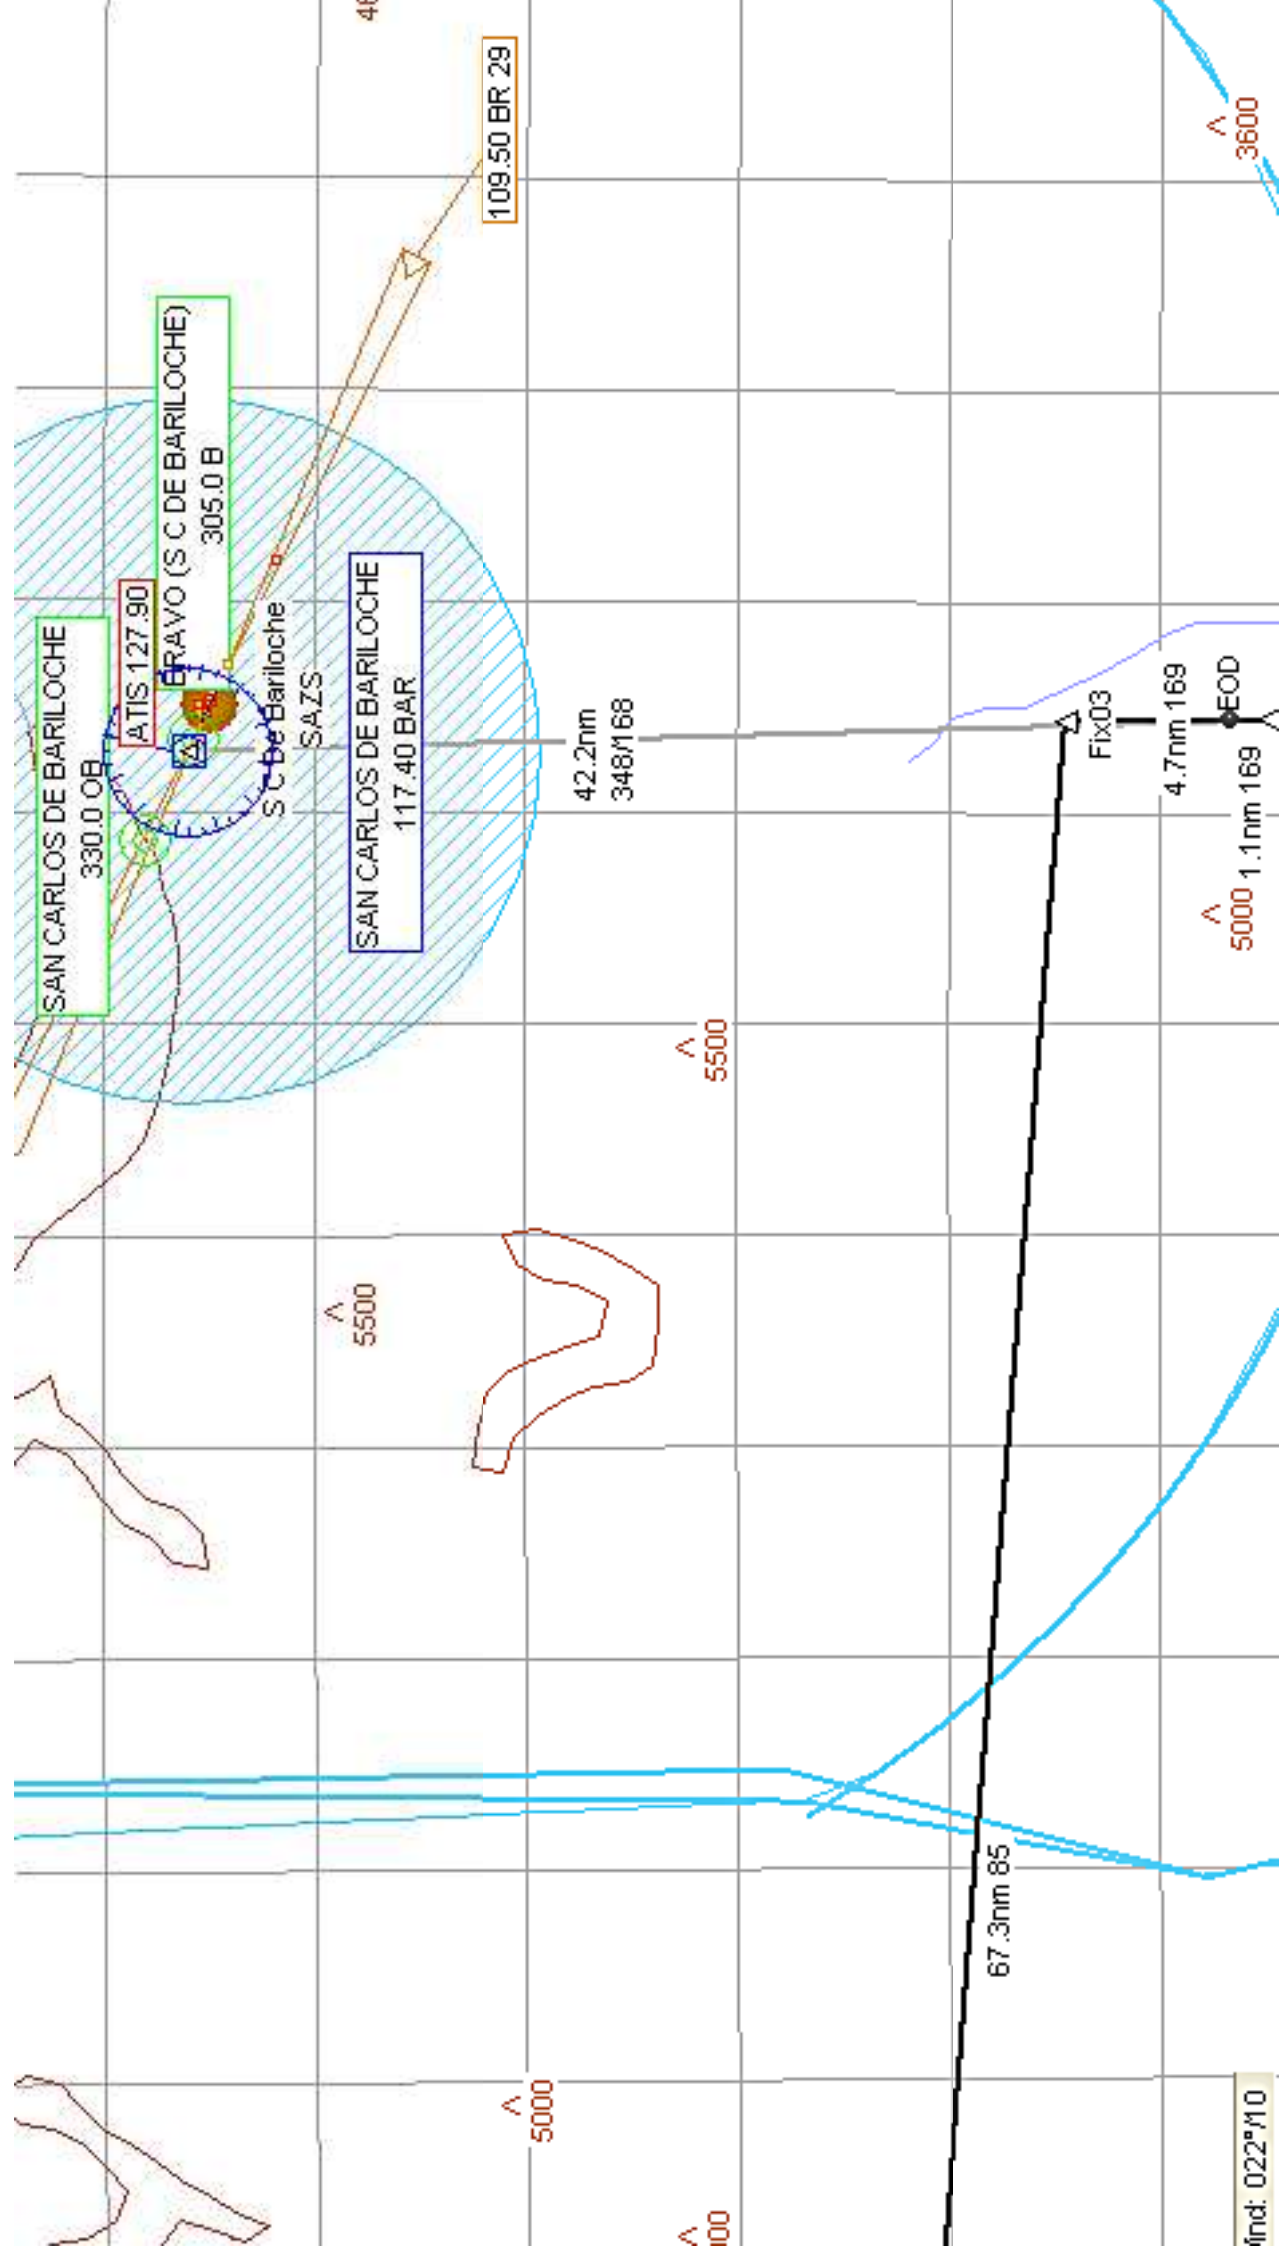 109.50 BR 29
3600
BRAVO (S C DE BARILOCHE)
305.0 B
ATIS 127.90
SAN CARLOS DE BARILOCHE
330.0 OB
S C De Bariloche
SAZS
SAN CARLOS DE BARILOCHE
117.40 BAR
42.2nm
348/168
Fix03
4.7nm 169
EOD
1.1nm 169
5000
5500
5500
67.3nm 85
5000
Wind: 022°/10